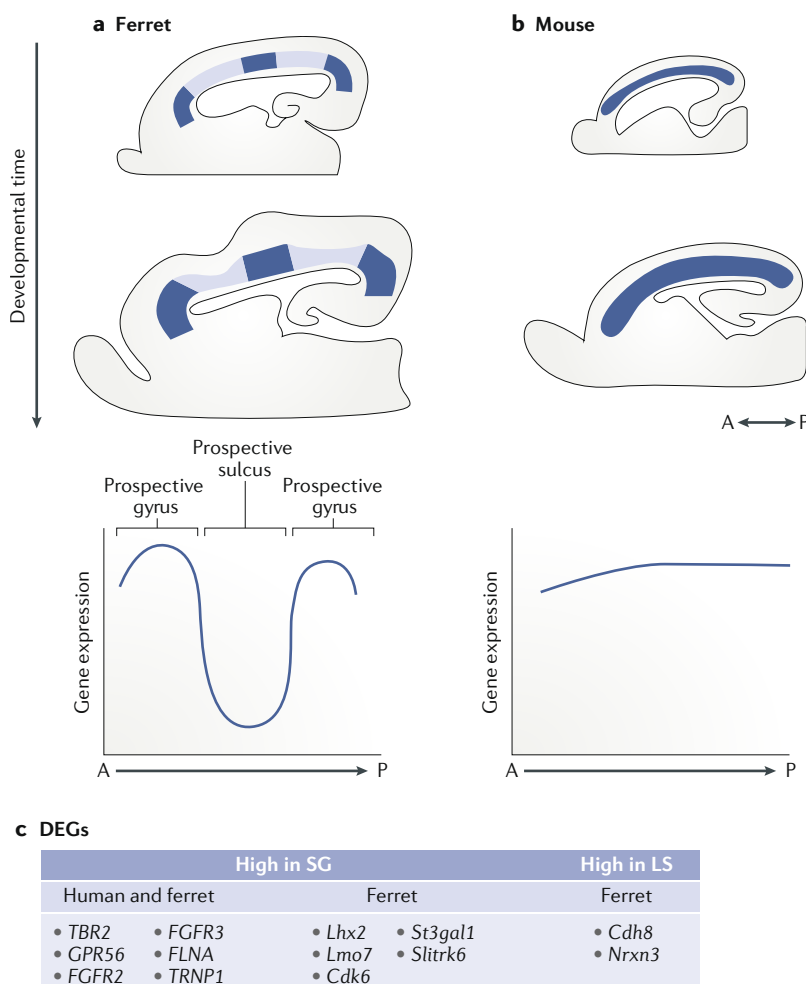 a Ferret
b Mouse
Developmental time
A P
Prospective
sulcus
Prospective
gyrus
Prospective
gyrus
Gene expression
A P
Gene expression
A P
c DEGs
High in SG High in LS
Human and ferret Ferret Ferret
• TBR2 • FGFR3 • Lhx2 • St3gal1 • Cdh8
• GPR56 • FLNA • Lmo7 • Slitrk6 • Nrxn3
• FGFR2 • TRNP1 • Cdk6